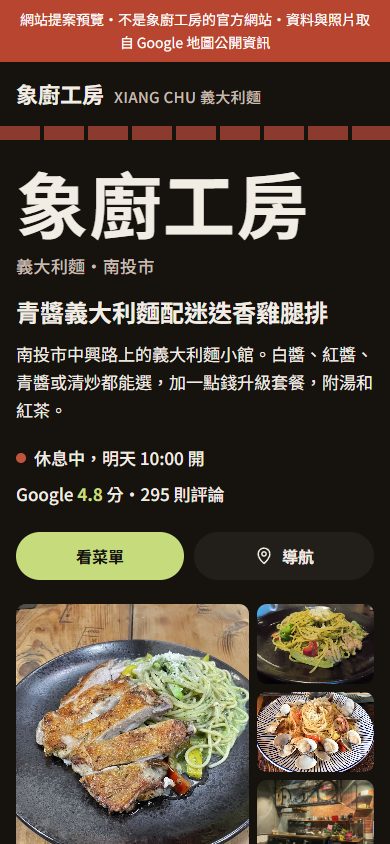 網站提案預覽・不是象廚工房的官方網站・資料與照片取
自 Google 地圖公開資訊
象廚工房 XIANG CHU 義大利麵
象廚工房
義大利麵・南投市
青醬義大利麵配迷迭香雞腿排
南投市中興路上的義大利麵小館。白醬、紅醬、
青醬或清炒都能選，加一點錢升級套餐，附湯和
紅茶。
休息中，明天 10:00 開
Google 4.8 分・295 則評論
看菜單
導航